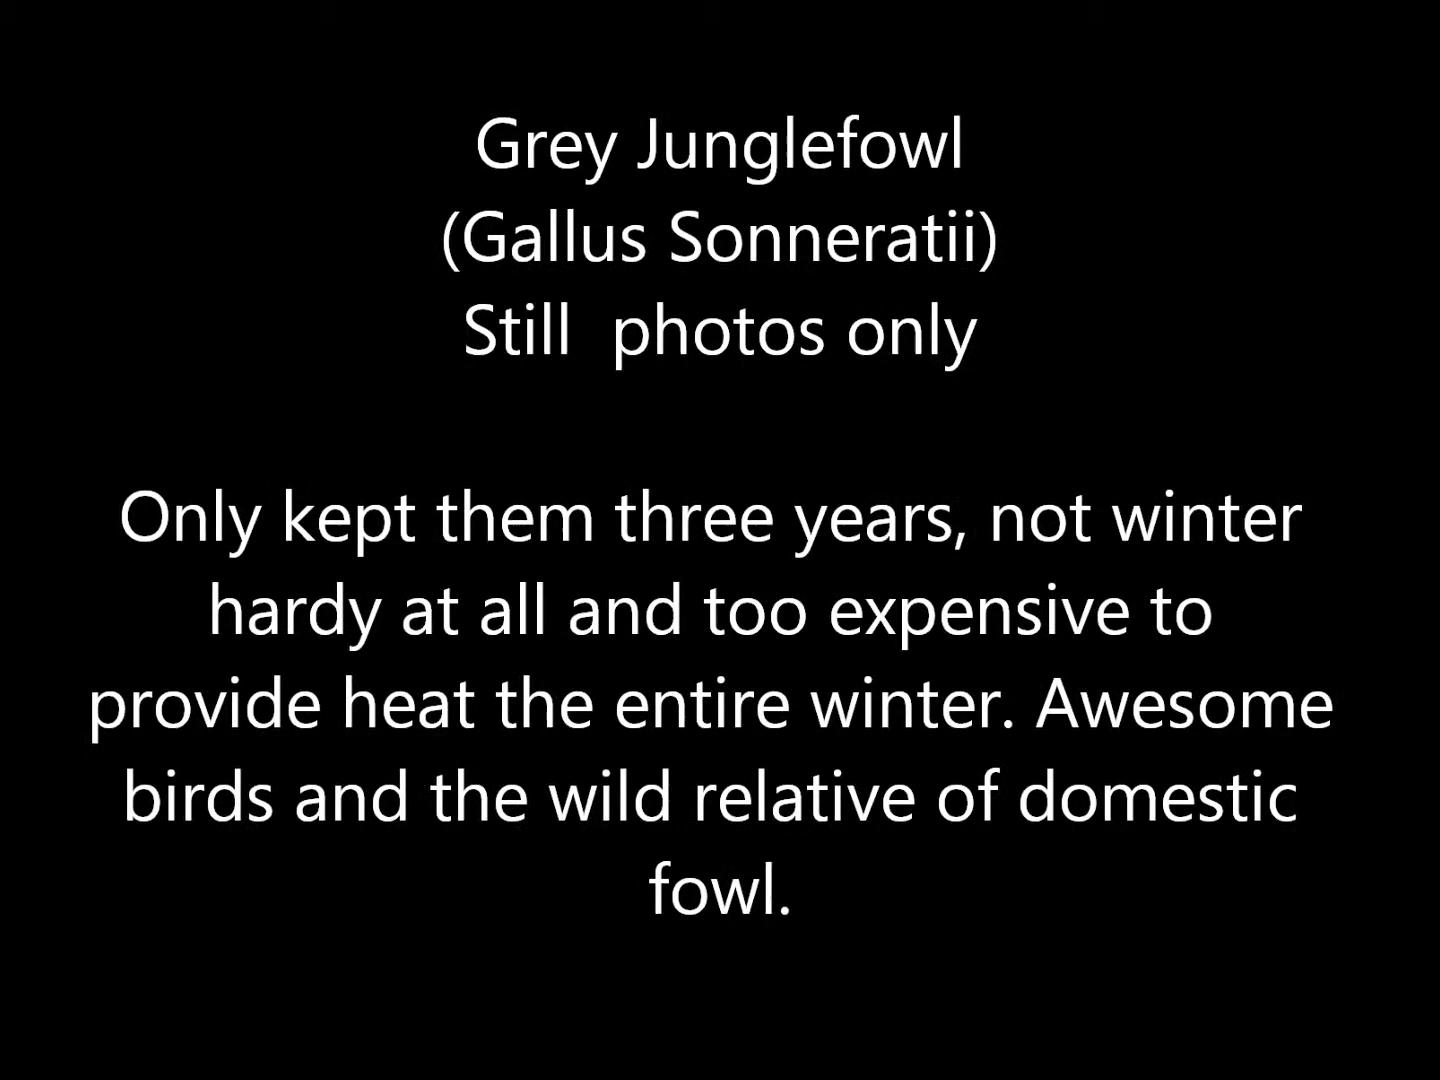 Grey Junglefowl
(Gallus Sonneratii)
Still  photos only
Only kept them three years, not winter
hardy at all and too expensive to
provide heat the entire winter. Awesome
birds and the wild relative of domestic
fowl.